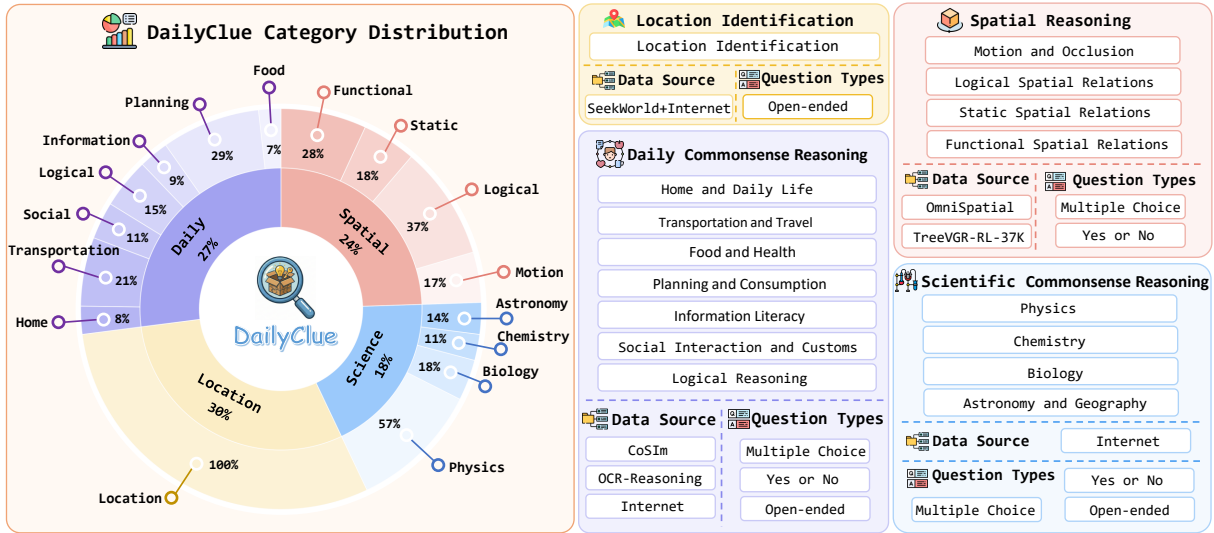 DailyClue Category Distribution
Food
7%
Planning
29%
Information
9%
Logical
15%
Social
11%
Transportation
21%
Home
8%
Daily
27%
Functional
28%
Static
18%
Logical
37%
Motion
17%
Spatial
24%
Astronomy
14%
Chemistry
11%
Biology
18%
Physics
57%
Science
18%
Location
30%
100%
Location
DailyClue
Location Identification
Location Identification
Data Source
SeekWorld+Internet
Question Types
Open-ended
Daily Commonsense Reasoning
Home and Daily Life
Transportation and Travel
Food and Health
Planning and Consumption
Information Literacy
Social Interaction and Customs
Logical Reasoning
Data Source
CoSIm
OCR-Reasoning
Internet
Question Types
Multiple Choice
Yes or No
Open-ended
Spatial Reasoning
Motion and Occlusion
Logical Spatial Relations
Static Spatial Relations
Functional Spatial Relations
Data Source
OmniSpatial
TreeVGR-RL-37K
Question Types
Multiple Choice
Yes or No
Scientific Commonsense Reasoning
Physics
Chemistry
Biology
Astronomy and Geography
Data Source
Internet
Question Types
Yes or No
Multiple Choice
Open-ended